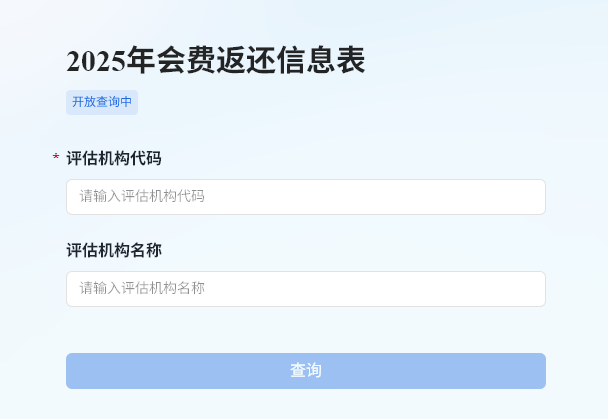 2025年会费返还信息表
开放查询中
* 评估机构代码
请输入评估机构代码
评估机构名称
请输入评估机构名称
查询